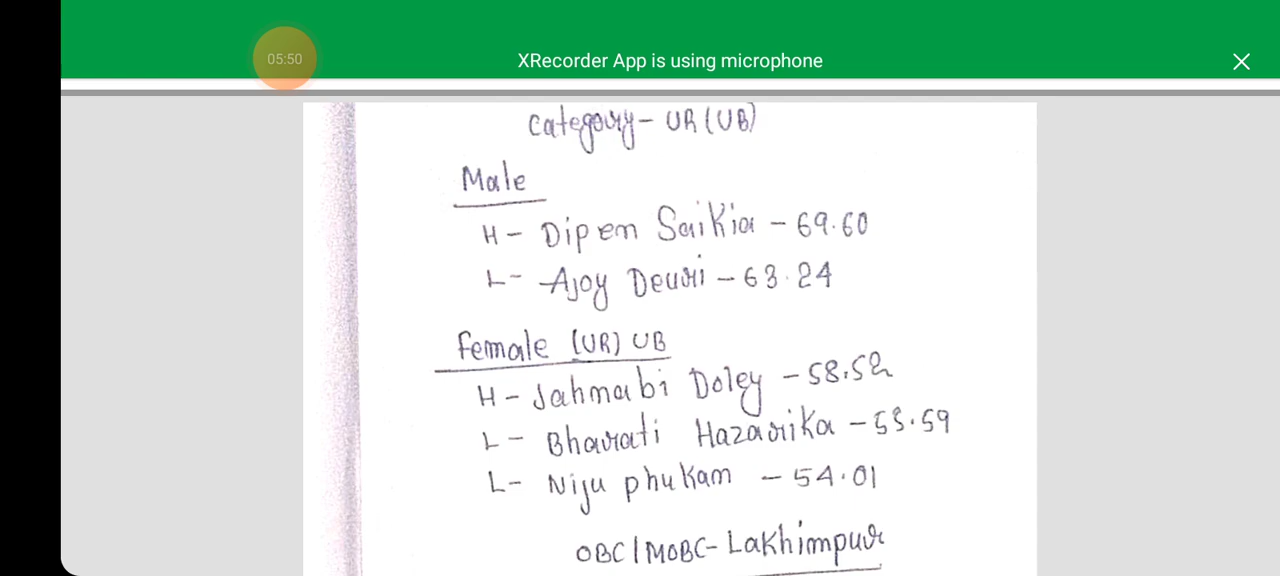 05:50
XRecorder App is using microphone
Category- UR (UB)
Male
H- Dipen Saikia - 69.60
L- Ajoy Deuri - 63.24
Female (UR) UB
H- Jahnabi Doley - 58.52
L- Bharati Hazarika - 53.59
L- Niju phukan - 54.01
OBC/MOBC- Lakhimpur